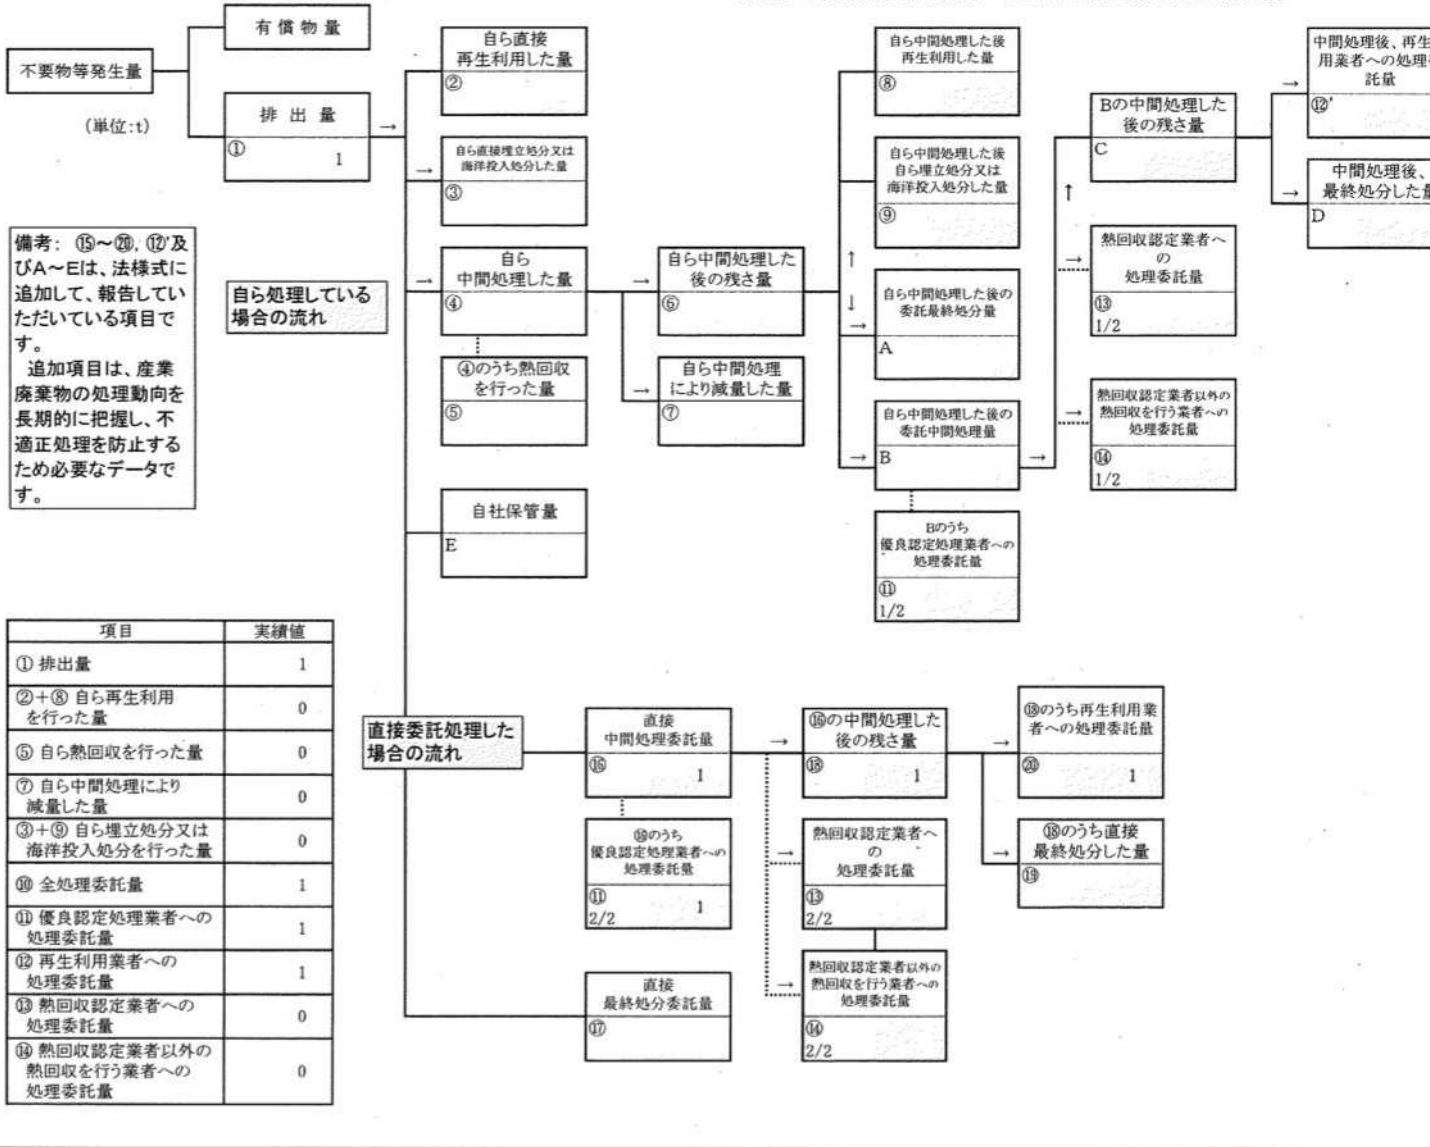 有償物量
不要物等発生量
(単位:t)
排出量
①
1
→
自ら直接
再生利用した量
②
→
自ら直接埋立処分又は
海洋投入処分した量
③
→
自ら
中間処理した量
④
④のうち熱回収
を行った量
⑤
自社保管量
E
自ら処理している
場合の流れ
→
自ら中間処理した
後の残さ量
⑥
→
自ら中間処理
により減量した量
⑦
自ら中間処理した後
再生利用した量
⑧
自ら中間処理した後
自ら埋立処分又は
海洋投入処分した量
⑨
↑
↓
→
自ら中間処理した後の
委託最終処分量
A
→
自ら中間処理した後の
委託中間処理量
B
Bのうち
優良認定処理業者への
処理委託量
⑪
1/2
→
↑
Bの中間処理した
後の残さ量
C
→
熱回収認定業者へ
の
処理委託量
⑬
1/2
→
熱回収認定業者以外の
熱回収を行う業者への
処理委託量
⑭
1/2
→
中間処理後、再生
用業者への処理
託量
⑫'
→
中間処理後、
最終処分した
D
備考: ⑮～⑳, ⑫'及
びA～Eは、法様式に
追加して、報告してい
ただいている項目で
す。
追加項目は、産業
廃棄物の処理動向を
長期的に把握し、不
適正処理を防止する
ため必要なデータで
す。
項目 実績値
①排出量 1
②+⑧ 自ら再生利用
を行った量 0
⑤ 自ら熱回収を行った量 0
⑦ 自ら中間処理により
減量した量 0
③+⑨ 自ら埋立処分又は
海洋投入処分を行った量 0
⑩ 全処理委託量 1
⑪ 優良認定処理業者への
処理委託量 1
⑫ 再生利用業者への
処理委託量 1
⑬ 熱回収認定業者への
処理委託量 0
⑭ 熱回収認定業者以外の
熱回収を行う業者への
処理委託量 0
直接委託処理した
場合の流れ
直接
中間処理委託量
⑯
1
⑯のうち
優良認定処理業者への
処理委託量
⑪
2/2
1
直接
最終処分委託量
⑰
→
⑯の中間処理した
後の残さ量
⑱
1
→
熱回収認定業者へ
の
処理委託量
⑬
2/2
→
熱回収認定業者以外の
熱回収を行う業者への
処理委託量
⑭
2/2
→
⑱のうち再生利用業
者への処理委託量
⑳
1
→
⑱のうち直接
最終処分した量
⑲